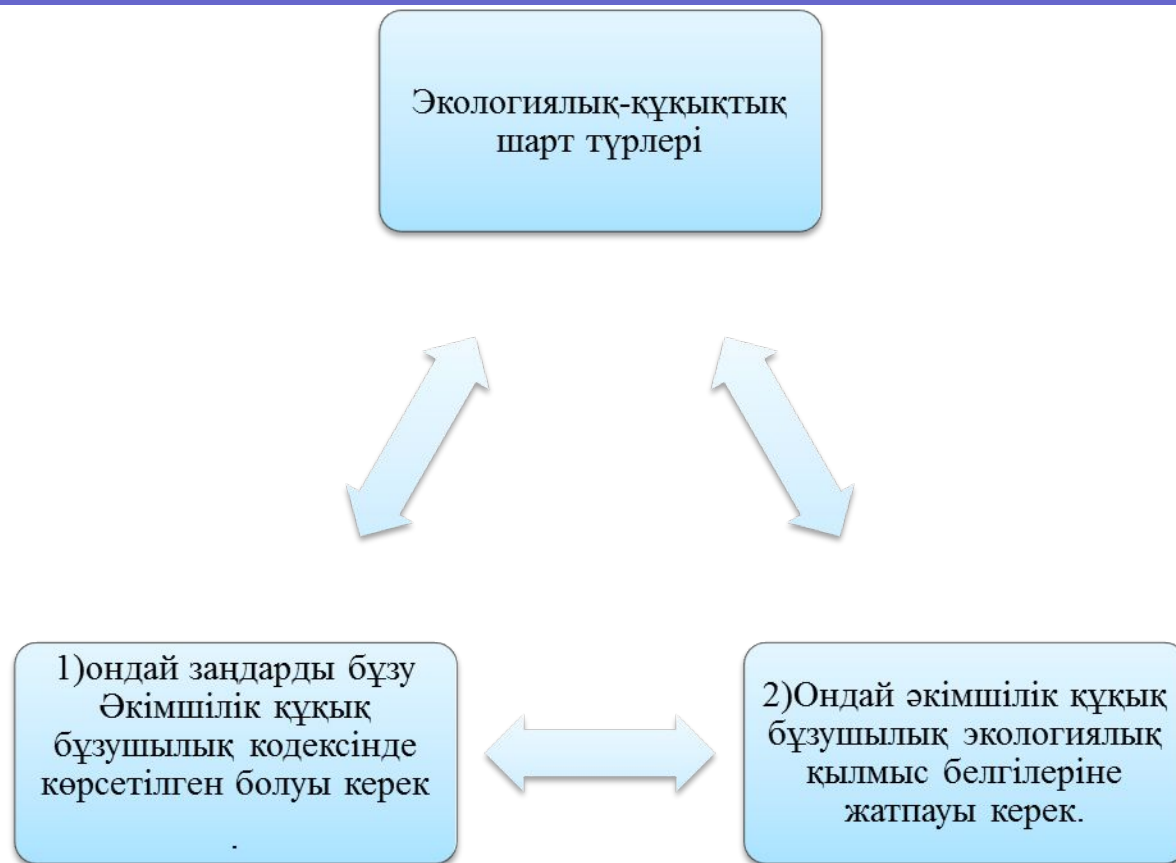 Экологиялық-құқықтық
шарт түрлері
1)ондай заңдарды бұзу
Әкімшілік құқық
бұзушылық кодексінде
көрсетілген болуы керек
.
2)Ондай әкімшілік құқық
бұзушылық экологиялық
қылмыс белгілеріне
жатпауы керек.